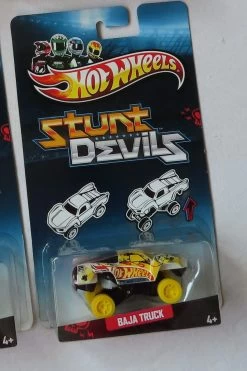 HOT WHEELS
STUNT
DEVILS
HOT WHEELS
BAJA TRUCK
4+
4+